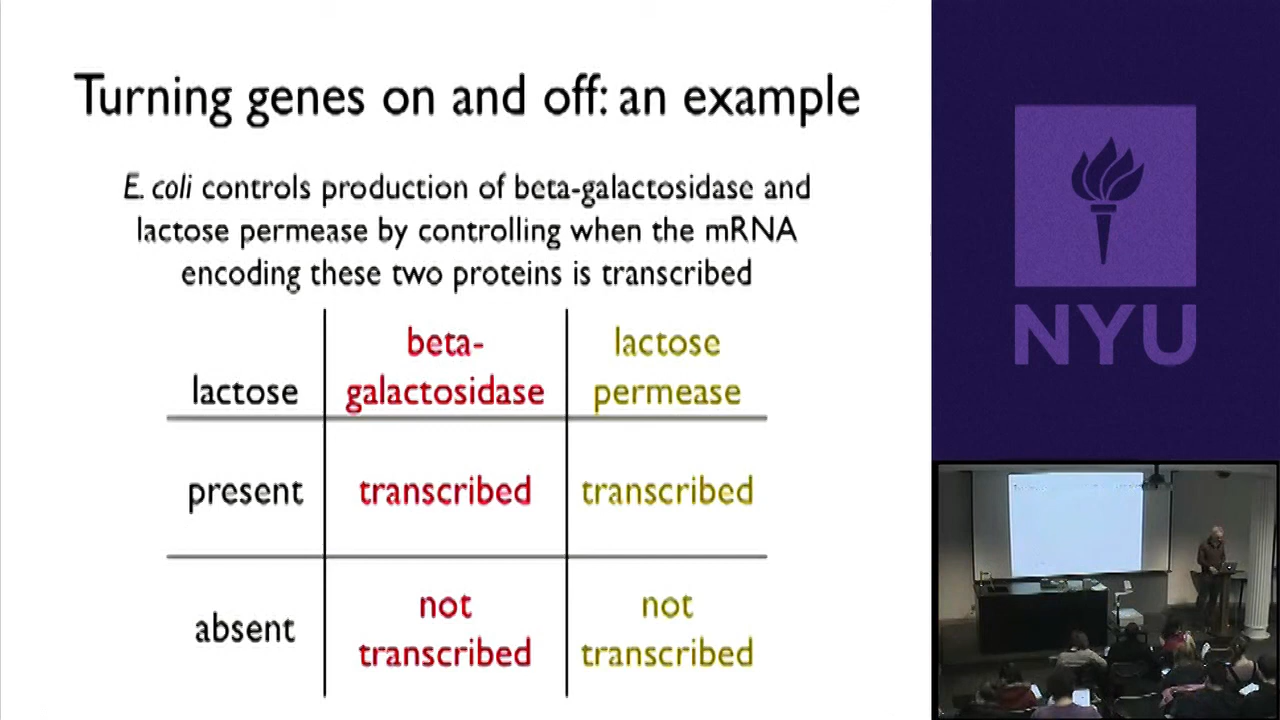 Turning genes on and off: an example
E. coli controls production of beta-galactosidase and
lactose permease by controlling when the mRNA
encoding these two proteins is transcribed
lactose
beta-
galactosidase
lactose
permease
present
transcribed
transcribed
absent
not
transcribed
not
transcribed
NYU